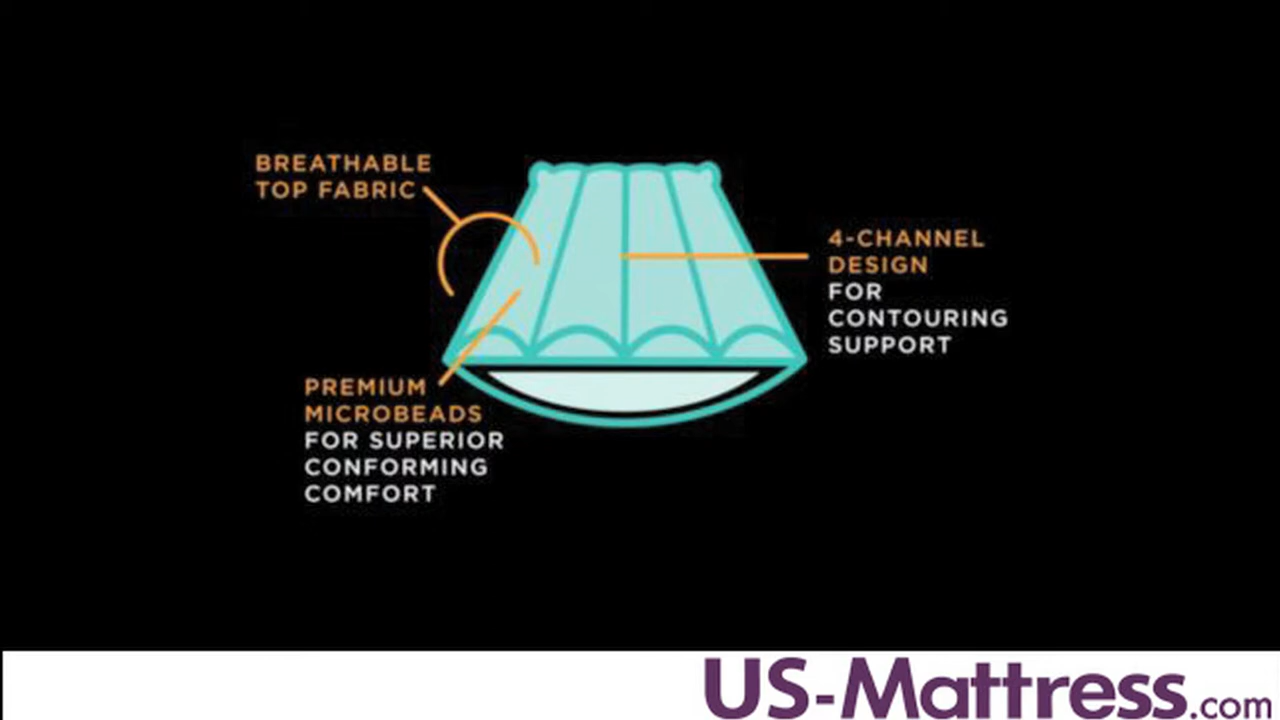 BREATHABLE
TOP FABRIC
4-CHANNEL
DESIGN
FOR
CONTOURING
SUPPORT
PREMIUM
MICROBEADS
FOR SUPERIOR
CONFORMING
COMFORT
US-Mattress.com